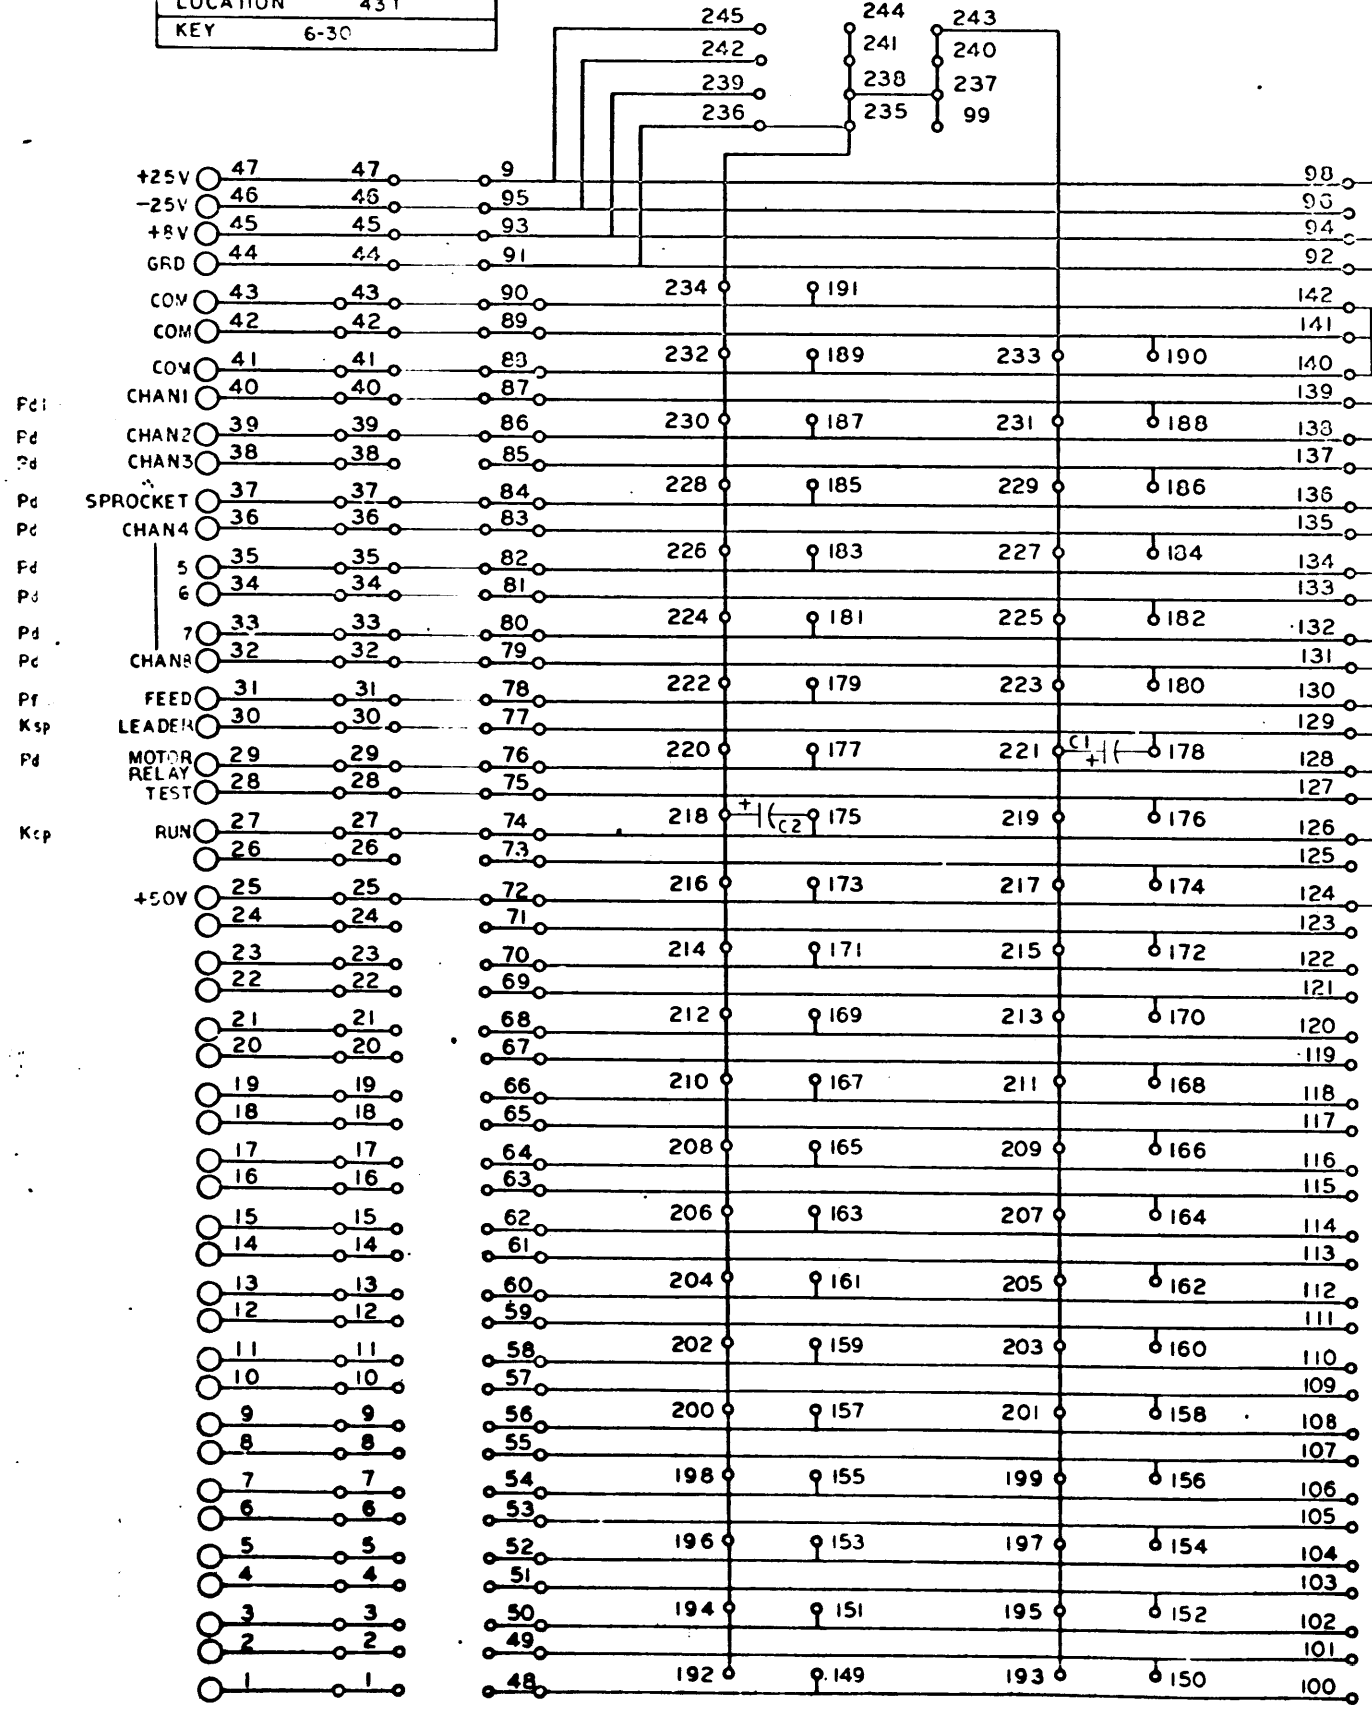 LOCATION 431
KEY 6-30
245 244 243
242 241 240
239 238 237
236 235 99
+25V 47 47 9 98
-25V 46 46 95 96
+8V 45 45 93 94
GRD 44 44 91 92
234 191
COM 43 43 90 142
COM 42 42 89 141
232 189 233 190
COM 41 41 88 140
CHAN1 40 40 87 139
Pd1
230 187 231 188
Pd CHAN2 39 39 86 138
Pd CHAN3 38 38 85 137
228 185 229 186
Pd SPROCKET 37 37 84 136
Pd CHAN4 36 36 83 135
226 183 227 184
Pd 5 35 35 82 134
Pd 6 34 34 81 133
224 181 225 182
Pd 7 33 33 80 132
Pd CHAN8 32 32 79 131
222 179 223 180
Pf FEED 31 31 78 130
Ksp LEADER 30 30 77 129
220 177 221 C1 + 178
Pd MOTOR RELAY 29 29 76 128
TEST 28 28 75 127
218 + C2 175 219 176
Kcp RUN 27 27 74 126
26 26 73 125
216 173 217 174
+50V 25 25 72 124
24 24 71 123
214 171 215 172
23 23 70 122
22 22 69 121
212 169 213 170
21 21 68 120
20 20 67 119
210 167 211 168
19 19 66 118
18 18 65 117
208 165 209 166
17 17 64 116
16 16 63 115
206 163 207 164
15 15 62 114
14 14 61 113
204 161 205 162
13 13 60 112
12 12 59 111
202 159 203 160
11 11 58 110
10 10 57 109
200 157 201 158
9 9 56 108
8 8 55 107
198 155 199 156
7 7 54 106
6 6 53 105
196 153 197 154
5 5 52 104
4 4 51 103
194 151 195 152
3 3 50 102
2 2 49 101
192 149 193 150
1 1 48 100